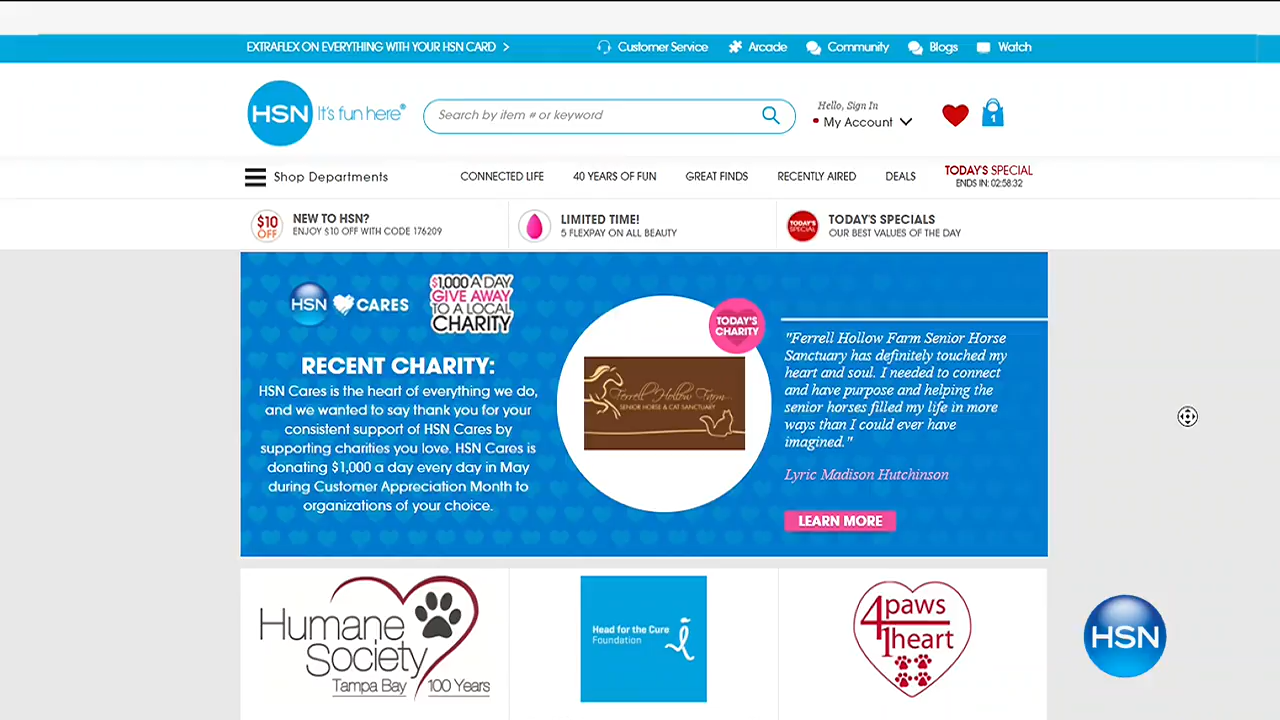 EXTRAFLEX ON EVERYTHING WITH YOUR HSN CARD >
Customer Service Arcade Community Blogs Watch
HSN It's fun here®
Search by item # or keyword
Hello, Sign In
My Account
1
Shop Departments
CONNECTED LIFE 40 YEARS OF FUN GREAT FINDS RECENTLY AIRED DEALS
TODAY'S SPECIAL
ENDS IN: 02:58:32
$10 OFF
NEW TO HSN?
ENJOY $10 OFF WITH CODE 176209
LIMITED TIME!
5 FLEXPAY ON ALL BEAUTY
TODAY'S SPECIAL
TODAY'S SPECIALS
OUR BEST VALUES OF THE DAY
HSN CARES
$1,000 A DAY
GIVE AWAY
TO A LOCAL
CHARITY
RECENT CHARITY:
HSN Cares is the heart of everything we do,
and we wanted to say thank you for your
consistent support of HSN Cares by
supporting charities you love. HSN Cares is
donating $1,000 a day every day in May
during Customer Appreciation Month to
organizations of your choice.
TODAY'S
CHARITY
Ferrell Hollow Farm
SENIOR HORSE & CAT SANCTUARY
"Ferrell Hollow Farm Senior Horse
Sanctuary has definitely touched my
heart and soul. I needed to connect
and have purpose and helping the
senior horses filled my life in more
ways than I could ever have
imagined."
Lyric Madison Hutchinson
LEARN MORE
Humane
Society
Tampa Bay 100 Years
Head for the Cure
Foundation
4paws
1heart
HSN